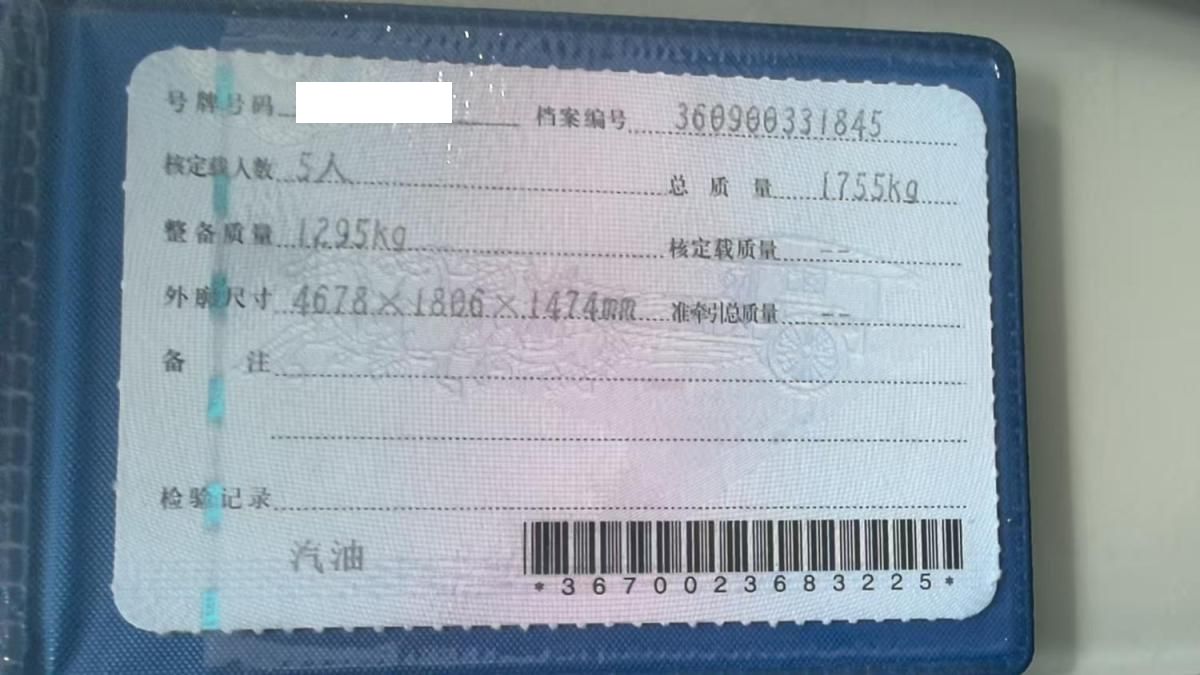 号牌号码 档案编号 360900331845
核定载人数 5人 总质量 1755kg
整备质量 1295kg 核定载质量 --
外廓尺寸 4678×1806×1474mm 准牵引总质量 --
备注
检验记录
汽油
*3670023683225*